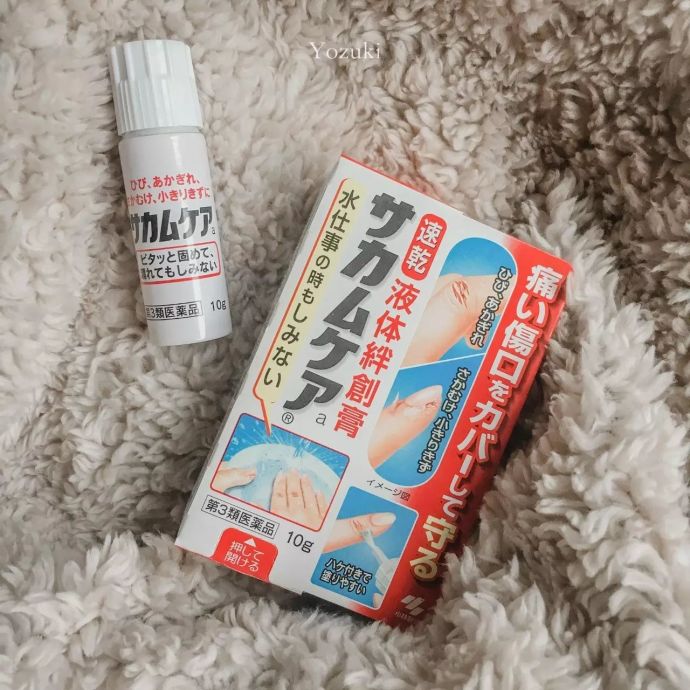 Yozuki
ひび、あかぎれ、
さかむけ、小きりきずに
サカムケア
a
ピタッと固めて、
濡れてもしみない
第3類医薬品
10g
痛い傷口をカバーして守る
速乾
液体絆創膏
サカムケア®
a
水仕事の時もしみない
ひび、あかぎれ
さかむけ、小きりきず
イメージ図
第3類医薬品
10g
押して
開ける
ハケ付きで
塗りやすい